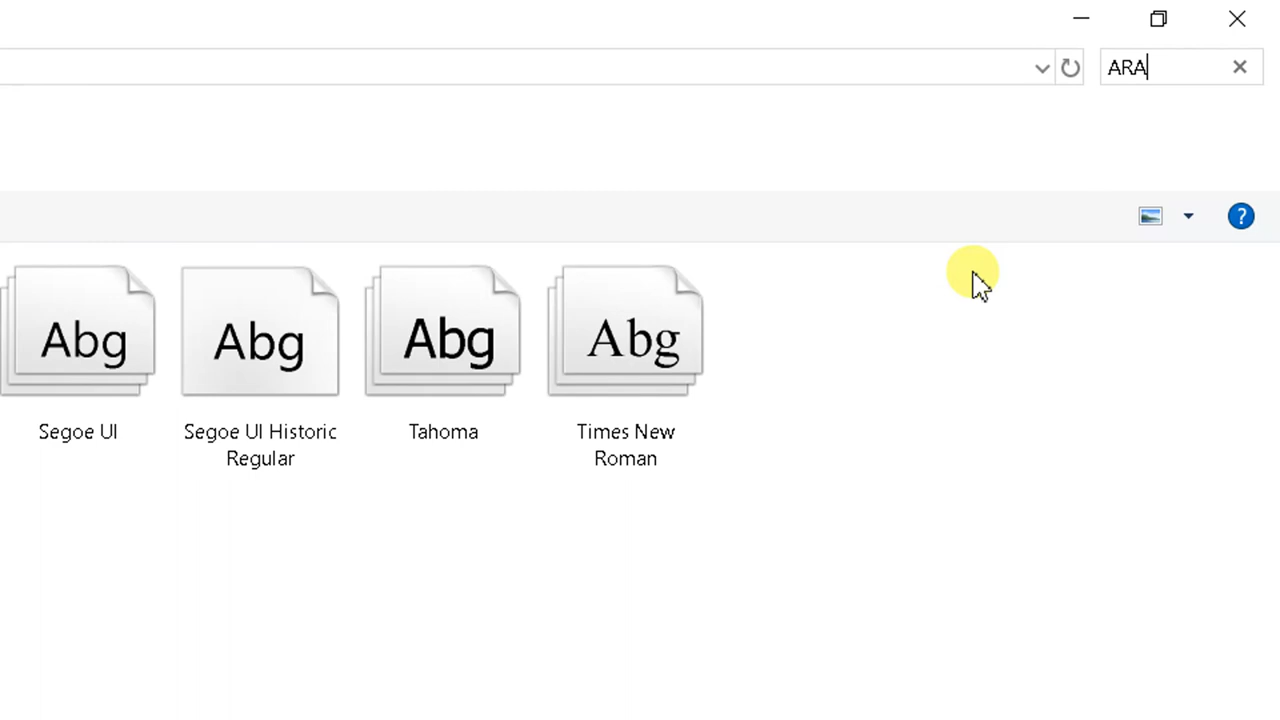 ARA
?
Abg
Abg
Abg
Abg
Segoe UI
Segoe UI Historic
Regular
Tahoma
Times New
Roman